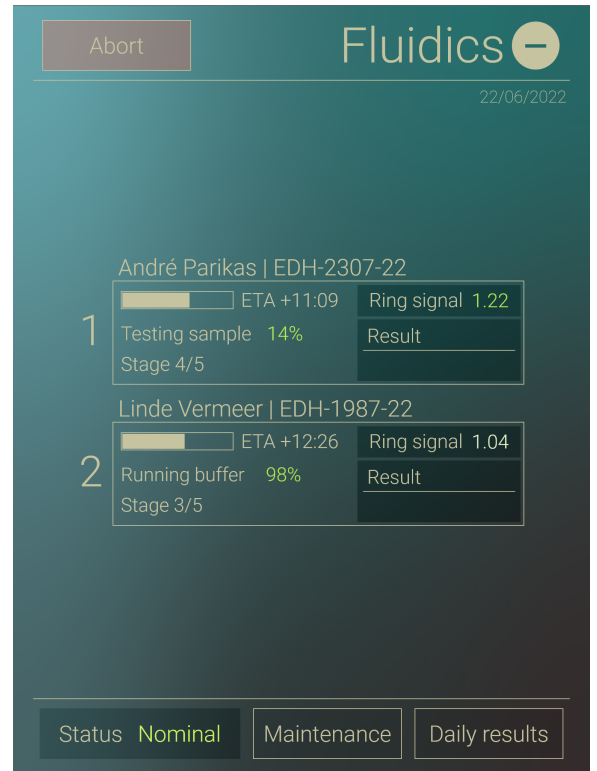 Abort
Fluidics
22/06/2022
André Parikas | EDH-2307-22
1
ETA +11:09
Ring signal 1.22
Testing sample 14%
Result
Stage 4/5
Linde Vermeer | EDH-1987-22
2
ETA +12:26
Ring signal 1.04
Running buffer 98%
Result
Stage 3/5
Status Nominal
Maintenance
Daily results